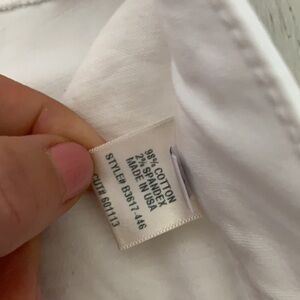 98% COTTON
2% SPANDEX
MADE IN USA
STYLE# B3617-446
CUT# 601113